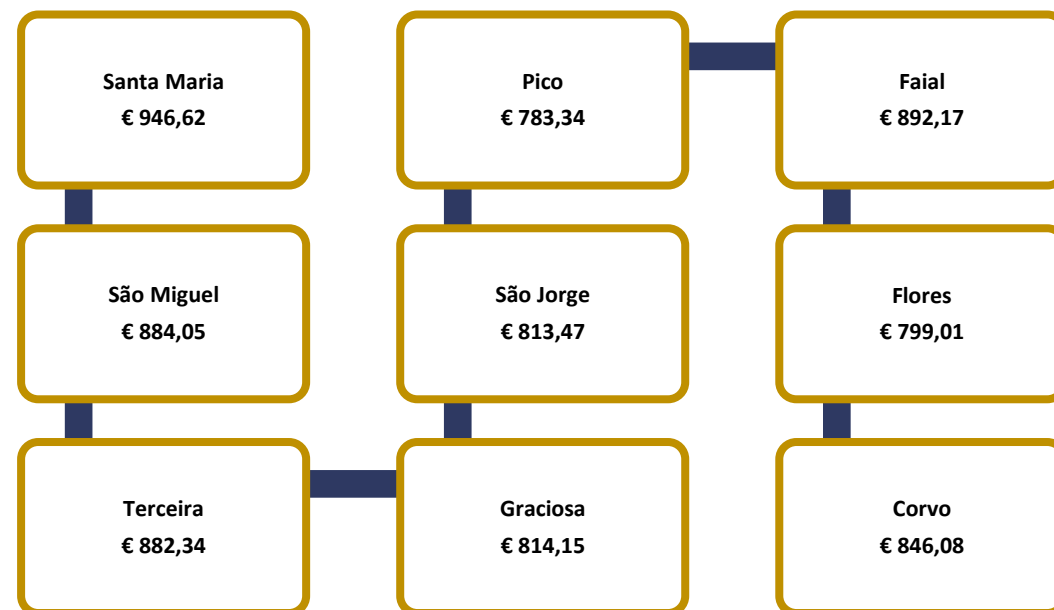 Santa Maria
€ 946,62
São Miguel
€ 884,05
Terceira
€ 882,34
Graciosa
€ 814,15
São Jorge
€ 813,47
Pico
€ 783,34
Faial
€ 892,17
Flores
€ 799,01
Corvo
€ 846,08